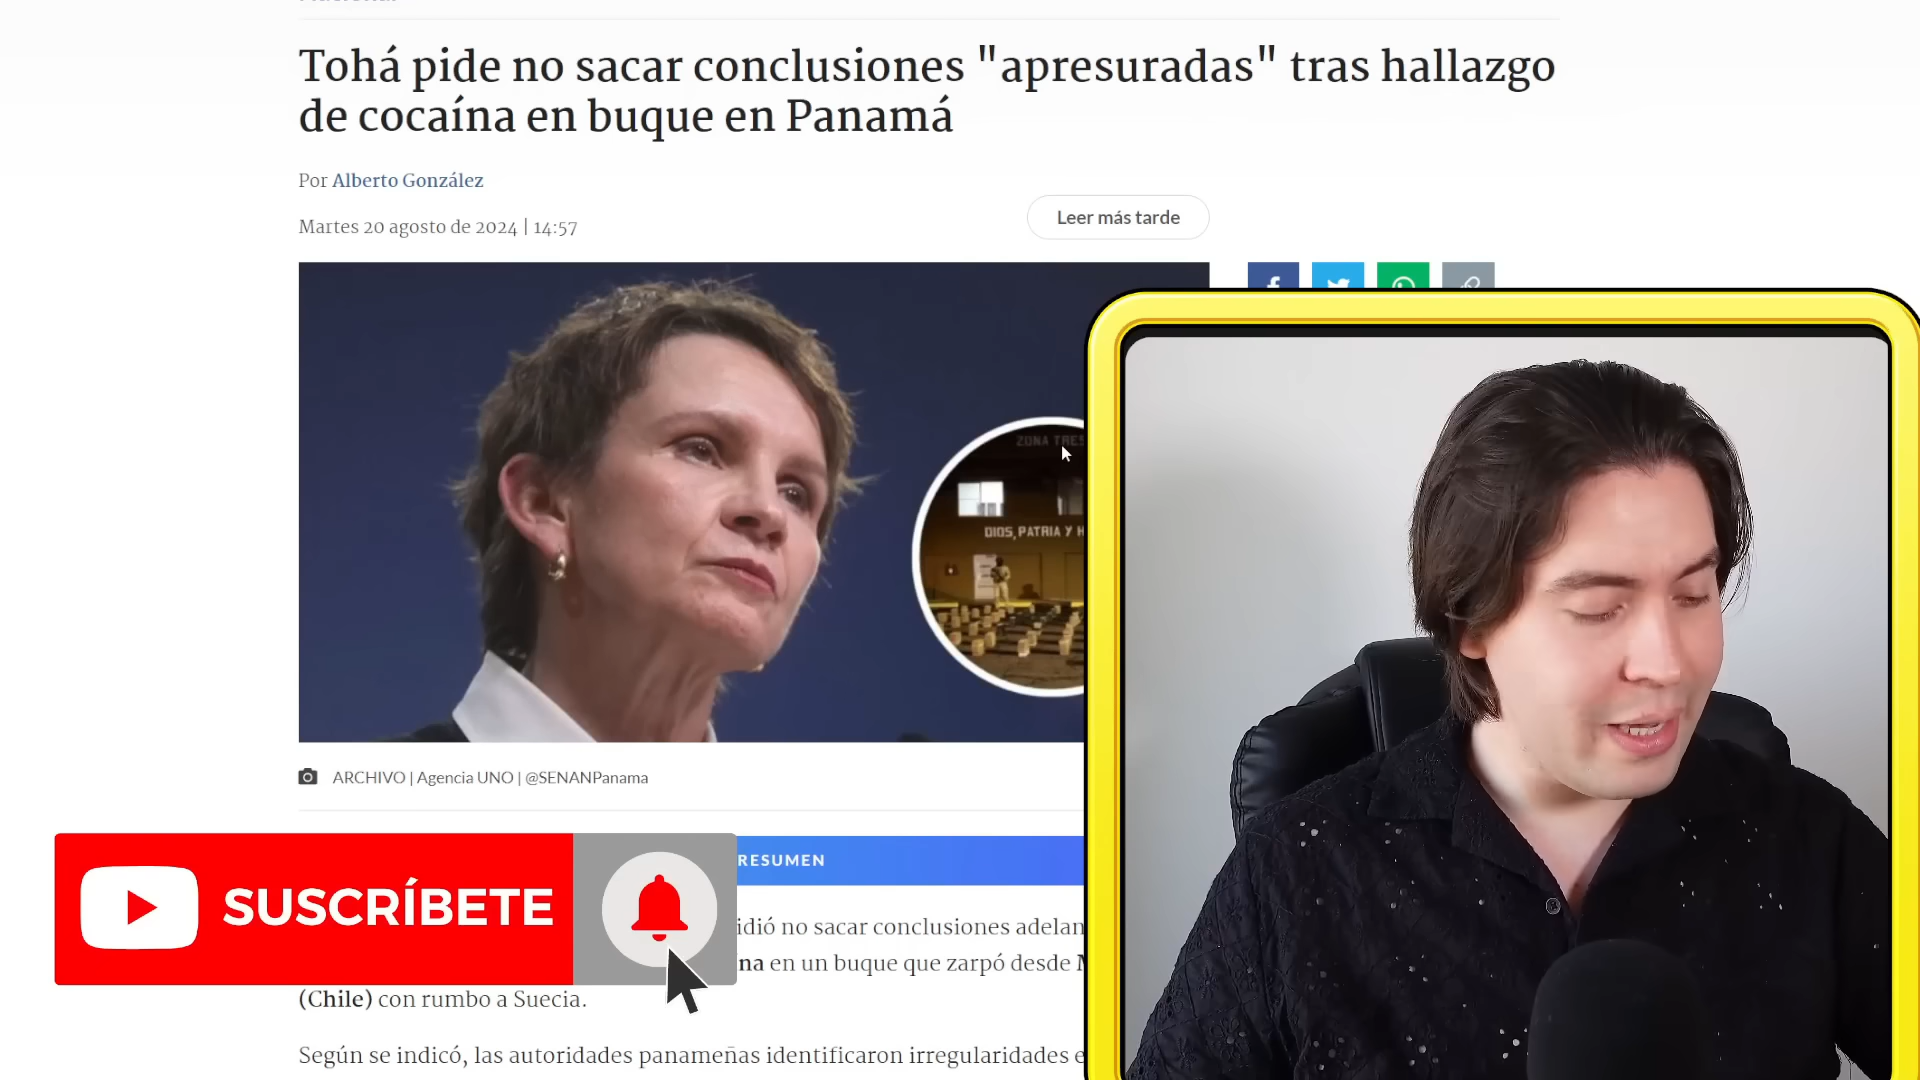 Tohá pide no sacar conclusiones "apresuradas" tras hallazgo
de cocaína en buque en Panamá
Por Alberto González
Martes 20 agosto de 2024 | 14:57
Leer más tarde
ZONA TRES
DIOS, PATRIA Y H
ARCHIVO | Agencia UNO | @SENANPanama
RESUMEN
SUSCRÍBETE
idió no sacar conclusiones adelan
na en un buque que zarpó desde M
(Chile) con rumbo a Suecia.
Según se indicó, las autoridades panameñas identificaron irregularidades e